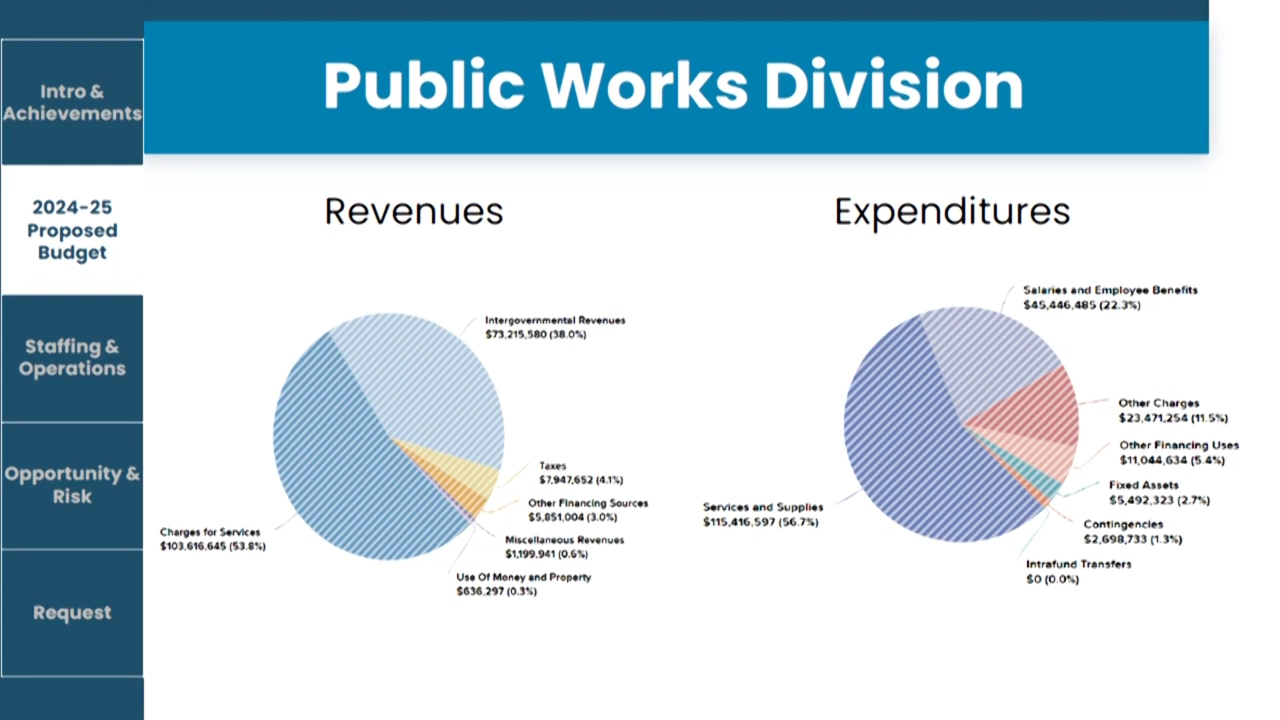 Public Works Division
Intro &
Achievements
2024-25
Proposed
Budget
Staffing &
Operations
Opportunity &
Risk
Request
Revenues
Intergovernmental Revenues
$73,215,580 (38.0%)
Taxes
$7,947,652 (4.1%)
Other Financing Sources
$5,851,004 (3.0%)
Miscellaneous Revenues
$1,199,941 (0.6%)
Use Of Money and Property
$636,297 (0.3%)
Charges for Services
$103,616,645 (53.8%)
Expenditures
Salaries and Employee Benefits
$45,446,485 (22.3%)
Other Charges
$23,471,254 (11.5%)
Other Financing Uses
$11,044,634 (5.4%)
Fixed Assets
$5,492,323 (2.7%)
Contingencies
$2,698,733 (1.3%)
Intrafund Transfers
$0 (0.0%)
Services and Supplies
$115,416,597 (56.7%)